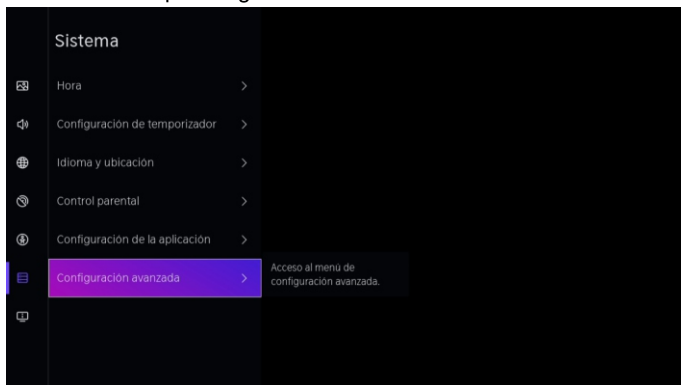 Sistema
Hora
Configuración de temporizador
Idioma y ubicación
Control parental
Configuración de la aplicación
Configuración avanzada
Acceso al menú de
configuración avanzada.